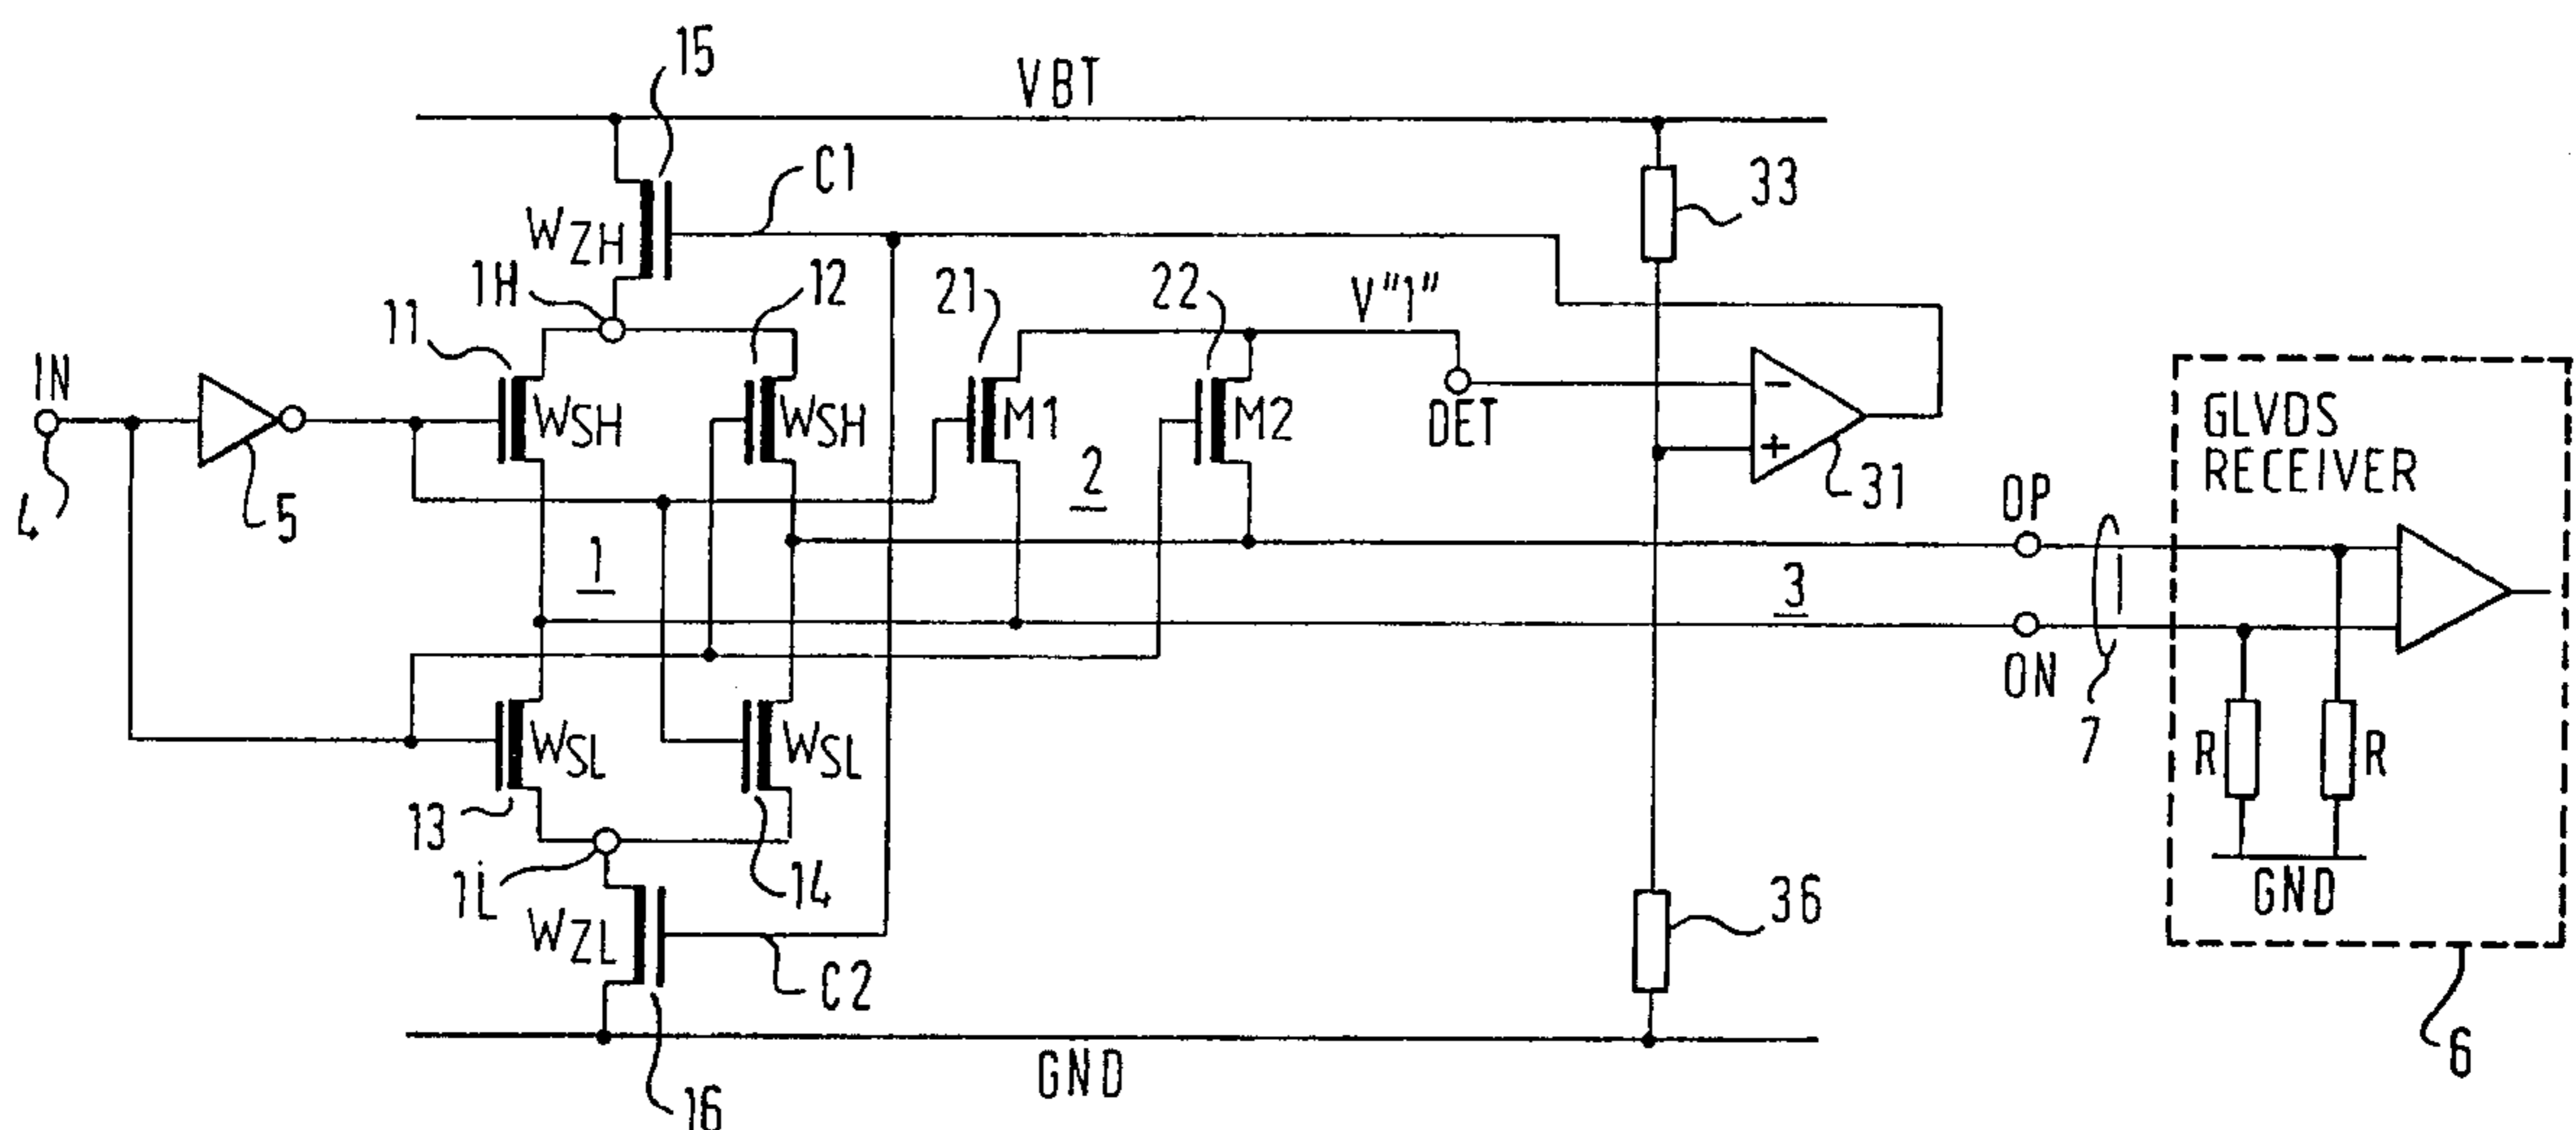 15
VBT
C1
33
WZH
1H
12
21
22
V"1"
11
IN
WSH
WSH
M1
M2
DET
-
+
GLVDS
RECEIVER
4
5
2
31
OP
1
3
ON
7
WSL
WSL
R
R
13
14
1L
GND
36
WZL
C2
6
16
GND